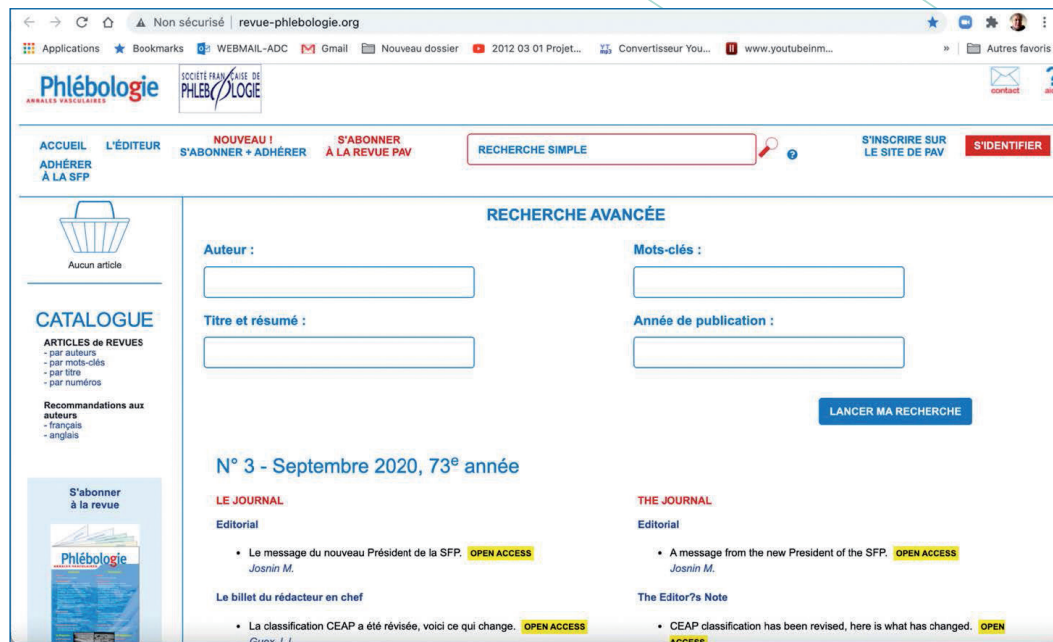 Non sécurisé | revue-phlebologie.org
Applications Bookmarks WEBMAIL-ADC Gmail Nouveau dossier 2012 03 01 Projet... Convertisseur You... www.youtubeinm... » Autres favoris
Phlébologie
ANNALES VASCULAIRES
SOCIÉTÉ FRANÇAISE DE
PHLEBOLOGIE
contact
ACCUEIL L'ÉDITEUR
ADHÉRER
À LA SFP
NOUVEAU !
S'ABONNER + ADHÉRER
S'ABONNER
À LA REVUE PAV
RECHERCHE SIMPLE
S'INSCRIRE SUR
LE SITE DE PAV
S'IDENTIFIER
Aucun article
CATALOGUE
ARTICLES de REVUES
- par auteurs
- par mots-clés
- par titre
- par numéros
Recommandations aux
auteurs
- français
- anglais
S'abonner
à la revue
Phlébologie
RECHERCHE AVANCÉE
Auteur :
Mots-clés :
Titre et résumé :
Année de publication :
LANCER MA RECHERCHE
N° 3 - Septembre 2020, 73e année
LE JOURNAL
Editorial
• Le message du nouveau Président de la SFP. OPEN ACCESS
Josnin M.
Le billet du rédacteur en chef
• La classification CEAP a été révisée, voici ce qui change. OPEN ACCESS
Guex J.J.
THE JOURNAL
Editorial
• A message from the new President of the SFP. OPEN ACCESS
Josnin M.
The Editor?s Note
• CEAP classification has been revised, here is what has changed. OPEN
ACCESS